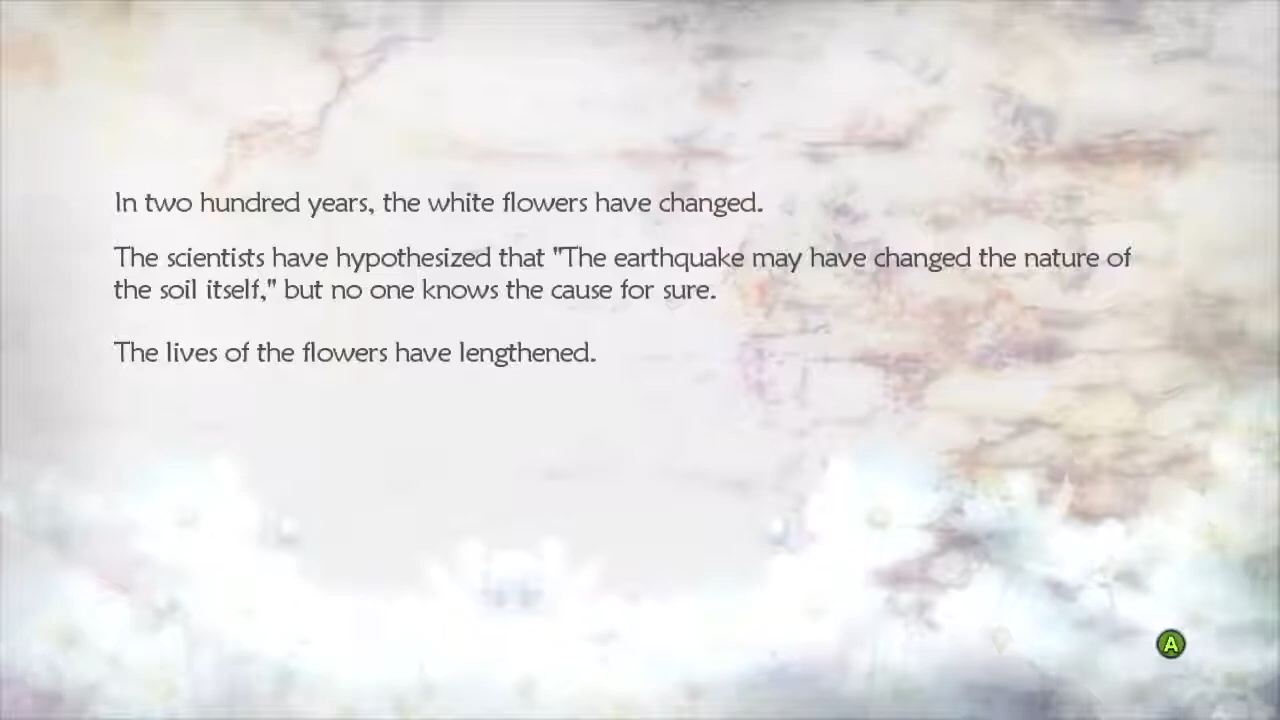 In two hundred years, the white flowers have changed.
The scientists have hypothesized that "The earthquake may have changed the nature of
the soil itself," but no one knows the cause for sure.
The lives of the flowers have lengthened.
A